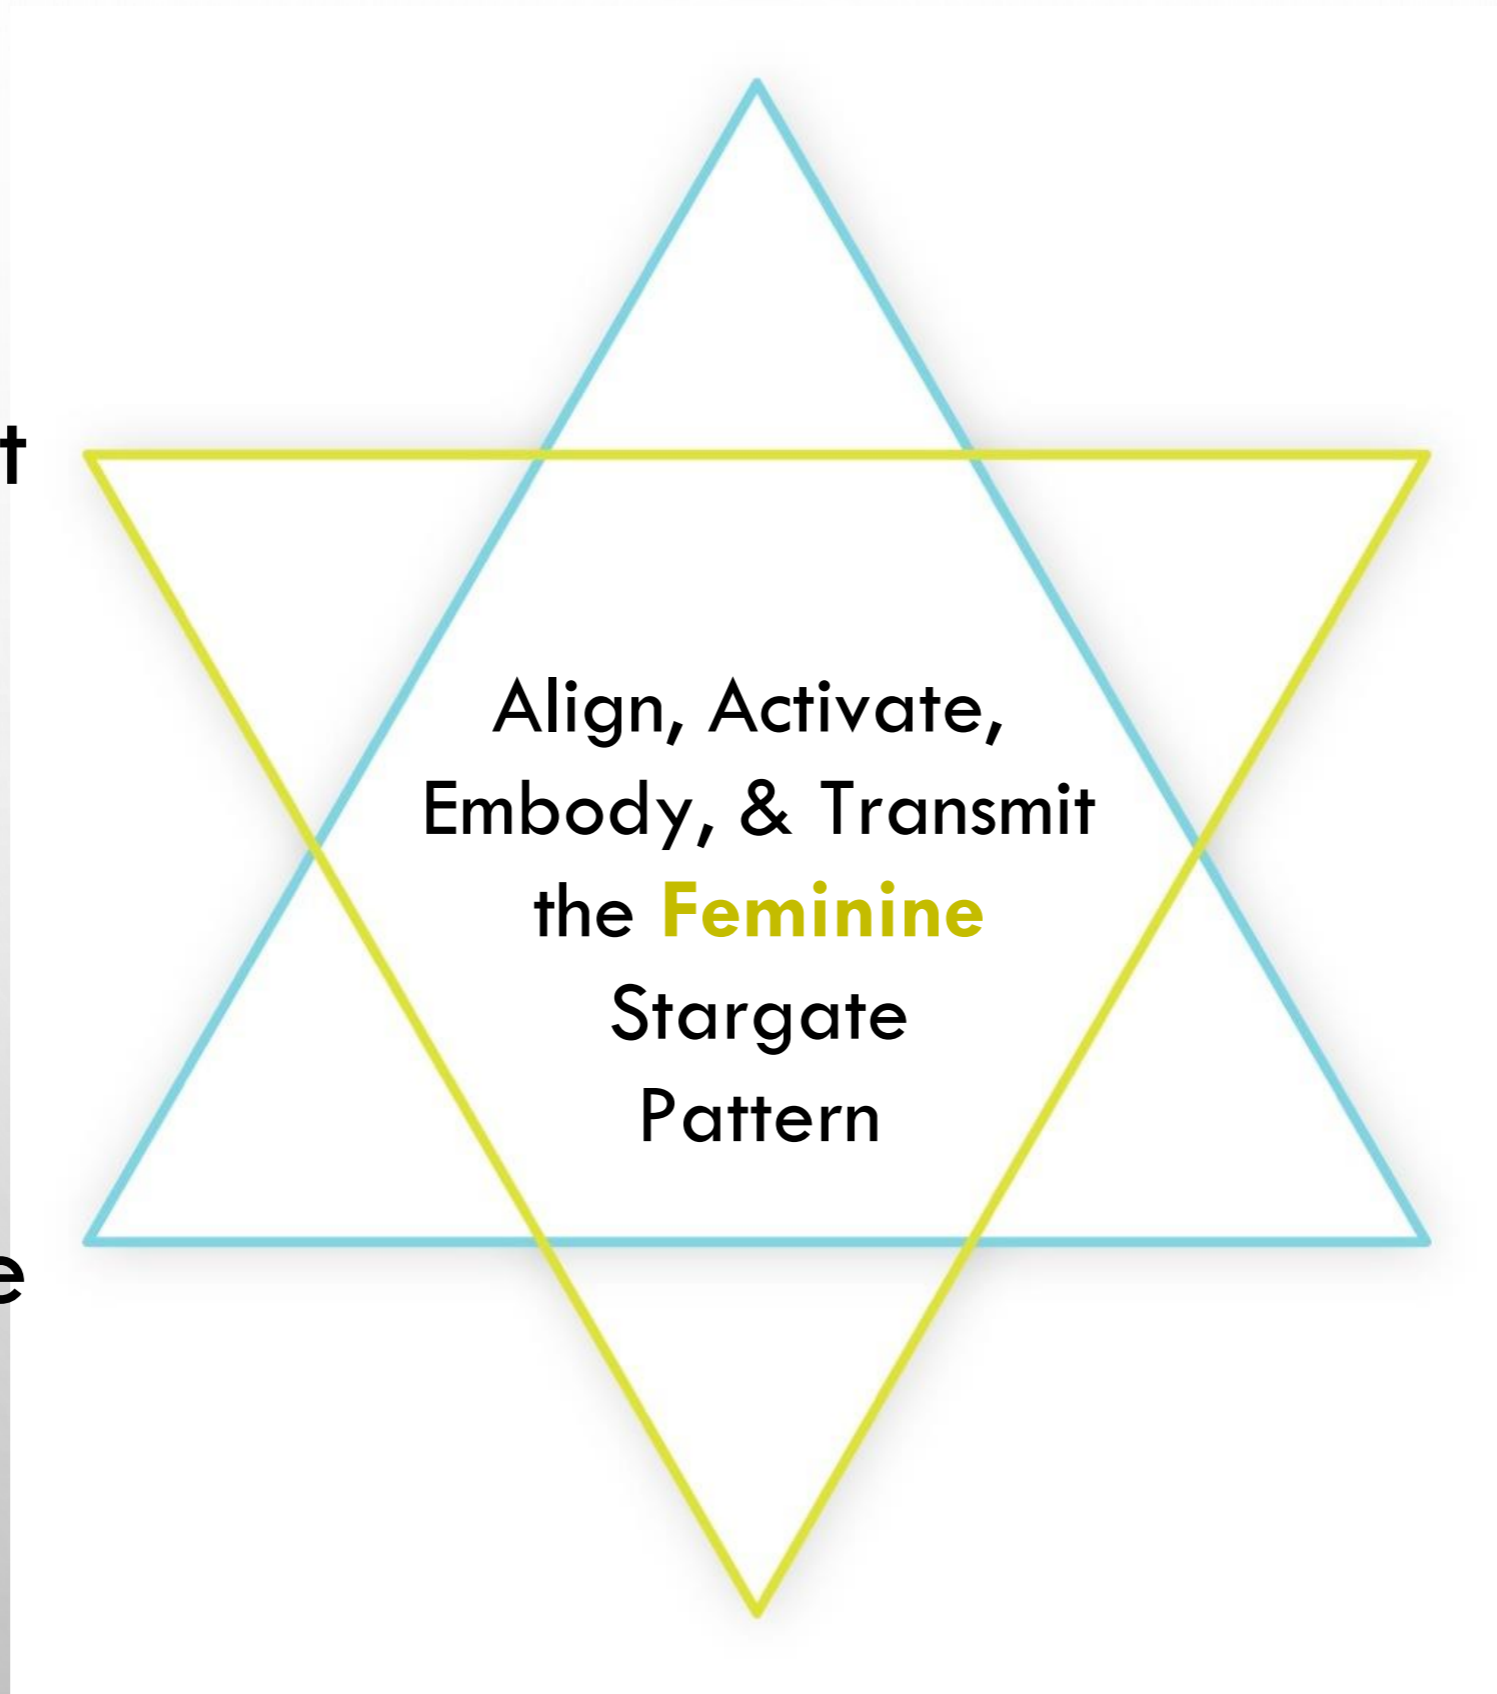 t
Align, Activate,
Embody, & Transmit
the Feminine
Stargate
Pattern
e